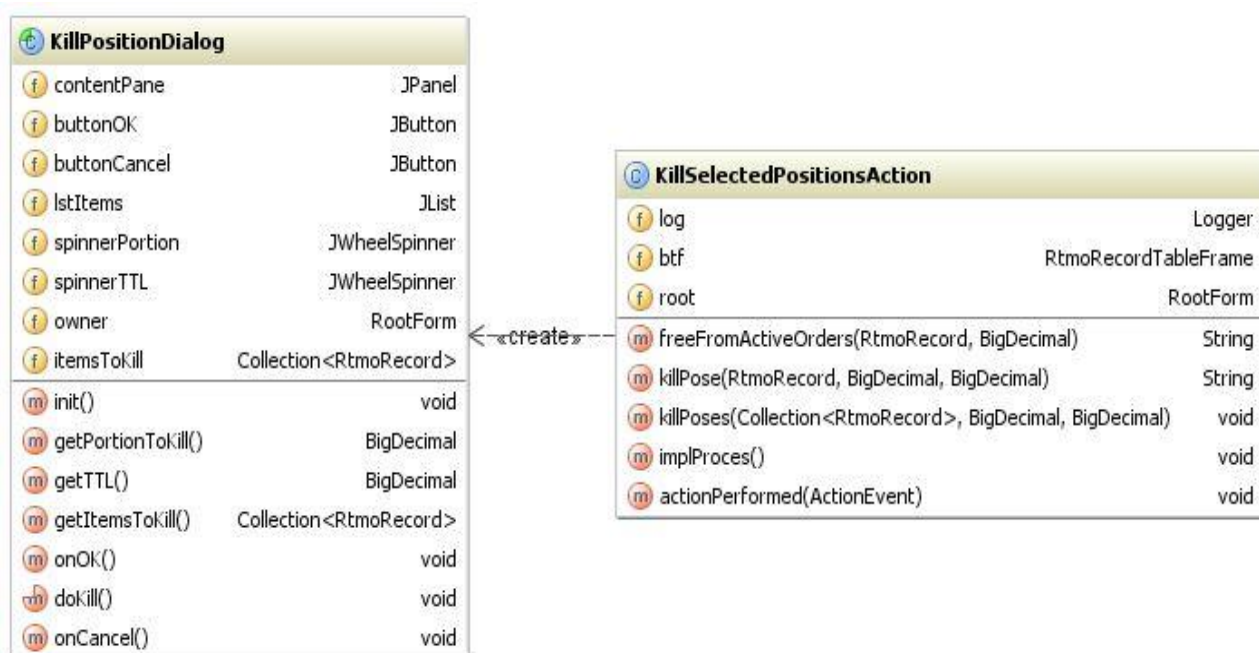 KillPositionDialog
f contentPane JPanel
f buttonOK JButton
f buttonCancel JButton
f lstItems JList
f spinnerPortion JWheelSpinner
f spinnerTTL JWheelSpinner
f owner RootForm
f itemsToKill Collection<RtmoRecord>
m init() void
m getPortionToKill() BigDecimal
m getTTL() BigDecimal
m getItemsToKill() Collection<RtmoRecord>
m onOK() void
m doKill() void
m onCancel() void
«create»
C KillSelectedPositionsAction
f log Logger
f btf RtmoRecordTableFrame
f root RootForm
m freeFromActiveOrders(RtmoRecord, BigDecimal) String
m killPose(RtmoRecord, BigDecimal, BigDecimal) String
m killPoses(Collection<RtmoRecord>, BigDecimal, BigDecimal) void
m implProces() void
m actionPerformed(ActionEvent) void